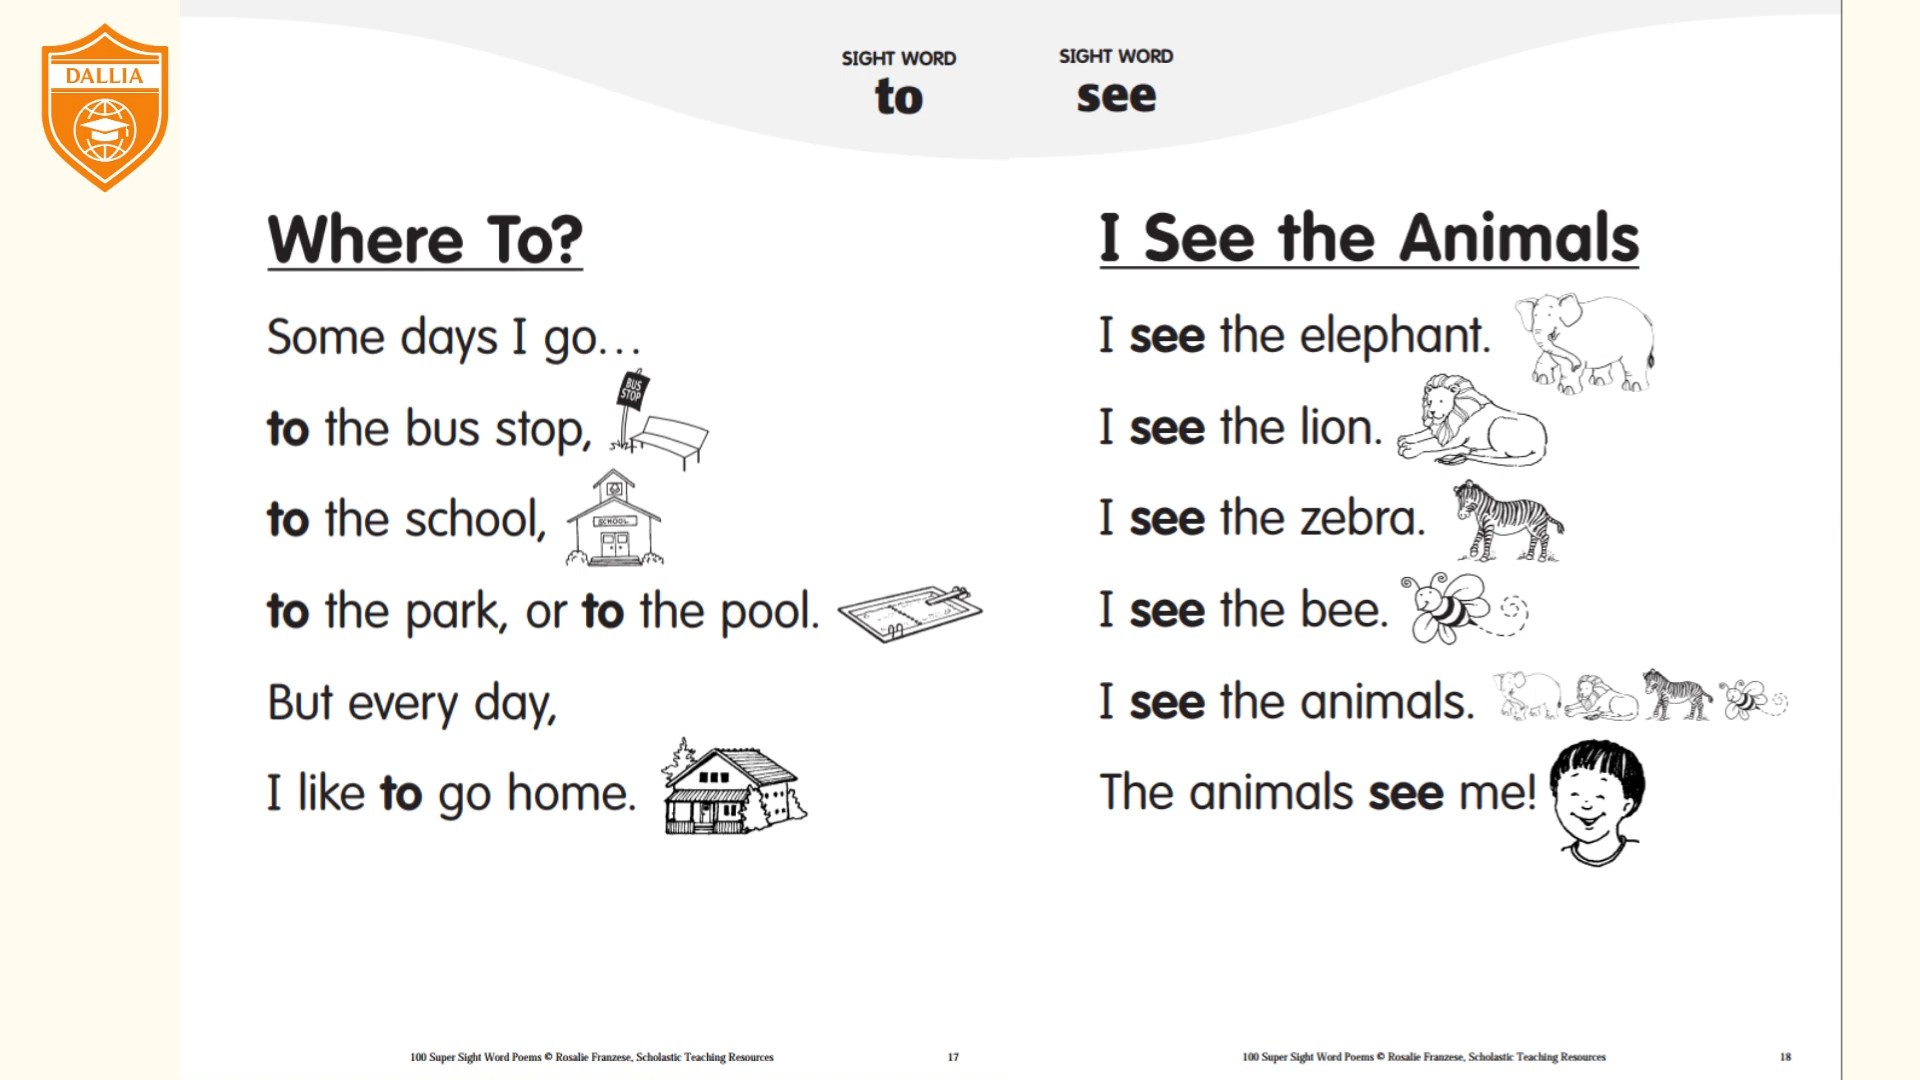 DALLIA
SIGHT WORD
to
Where To?
Some days I go…
to the bus stop,
BUS
STOP
to the school,
SCHOOL
to the park, or to the pool.
But every day,
I like to go home.
100 Super Sight Word Poems © Rosalie Franzese, Scholastic Teaching Resources
17
SIGHT WORD
see
I See the Animals
I see the elephant.
I see the lion.
I see the zebra.
I see the bee.
I see the animals.
The animals see me!
100 Super Sight Word Poems © Rosalie Franzese, Scholastic Teaching Resources
18